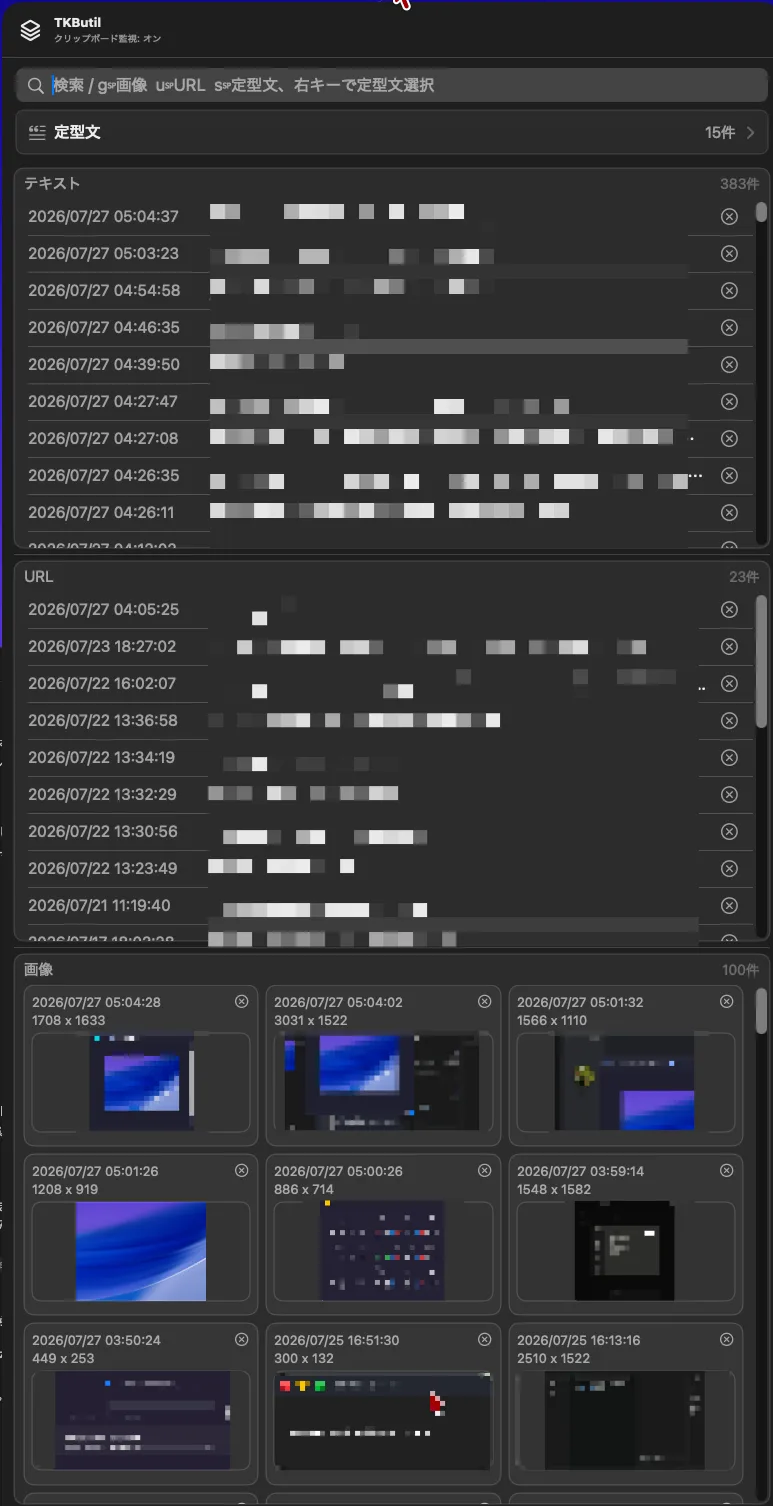 TKButil
クリップボード監視: オン
検索 / gsp画像 uspURL ssp定型文、右キーで定型文選択
定型文 15件
テキスト 383件
2026/07/27 05:04:37
2026/07/27 05:03:23
2026/07/27 04:54:58
2026/07/27 04:46:35
2026/07/27 04:39:50
2026/07/27 04:27:47
2026/07/27 04:27:08
2026/07/27 04:26:35 ...
2026/07/27 04:26:11
URL 23件
2026/07/27 04:05:25
2026/07/23 18:27:02
2026/07/22 16:02:07
2026/07/22 13:36:58
2026/07/22 13:34:19
2026/07/22 13:32:29
2026/07/22 13:30:56
2026/07/22 13:23:49
2026/07/21 11:19:40
画像 100件
2026/07/27 05:04:28
1708 x 1633
2026/07/27 05:04:02
3031 x 1522
2026/07/27 05:01:32
1566 x 1110
2026/07/27 05:01:26
1208 x 919
2026/07/27 05:00:26
886 x 714
2026/07/27 03:59:14
1548 x 1582
2026/07/27 03:50:24
449 x 253
2026/07/25 16:51:30
300 x 132
2026/07/25 16:13:16
2510 x 1522